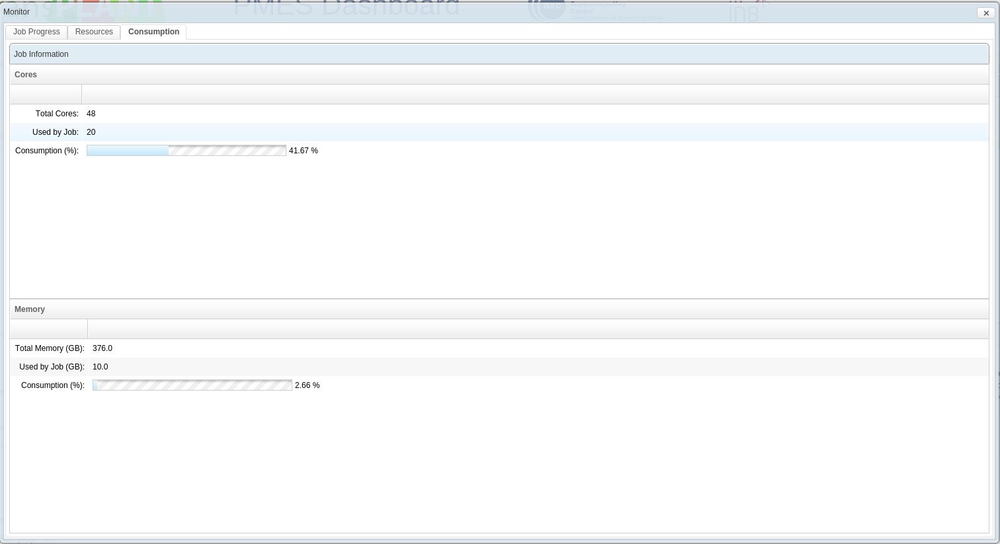 PMES Dashboard
Monitor
Job Progress Resources Consumption
Job Information
Cores
Total Cores: 48
Used by Job: 20
Consumption (%): 41.67 %
Memory
Total Memory (GB): 376.0
Used by Job (GB): 10.0
Consumption (%): 2.66 %